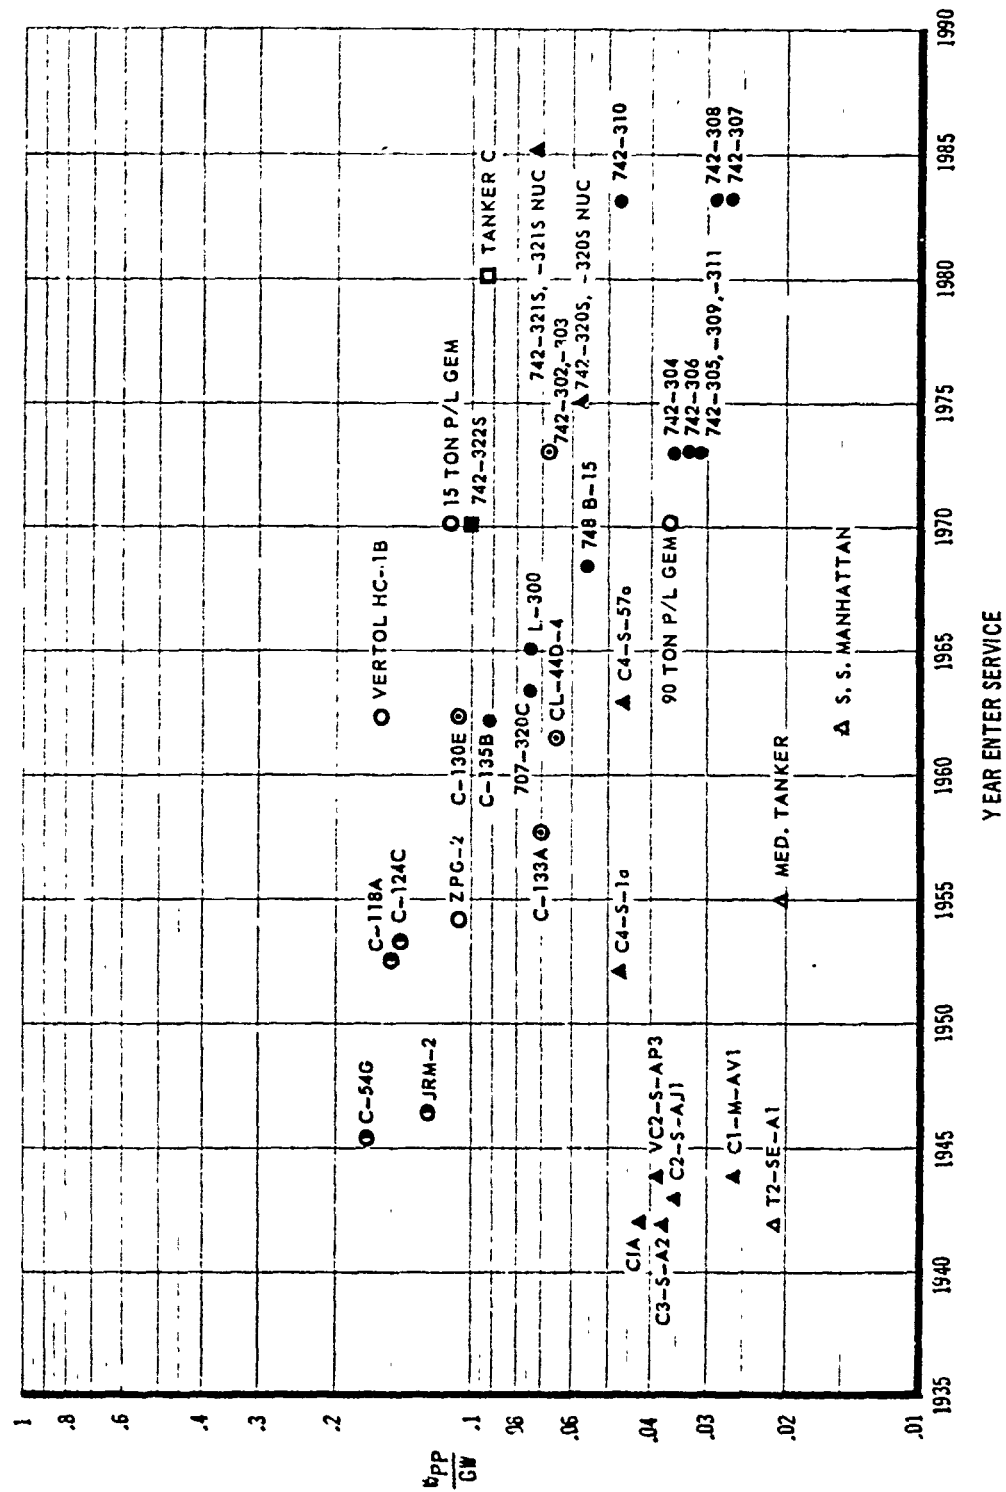 1
.8
.6
.4
.3
.2
.1
.06
.04
.03
.02
.01
PP
GW
1935
1940
1945
1950
1955
1960
1965
1970
1975
1980
1985
1990
YEAR ENTER SERVICE
C-54G
JRM-2
C-118A
C-124C
ZPG-2
VERTOL HC-1B
C-130E
C-135B
15 TON P/L GEM
742-322S
TANKER C
C-133A
707-320C
L-300
CL-44D-4
748 B-15
742-321S, -321S NUC
742-302,-303
742-320S, -320S NUC
742-310
C4-S-1a
C4-S-57a
90 TON P/L GEM
742-304
742-306
742-305,-309,-311
742-308
742-307
CIA
C3-S-A2
VC2-S-AP3
C2-S-AJ1
C1-M-AV1
T2-SE-A1
MED. TANKER
S. S. MANHATTAN